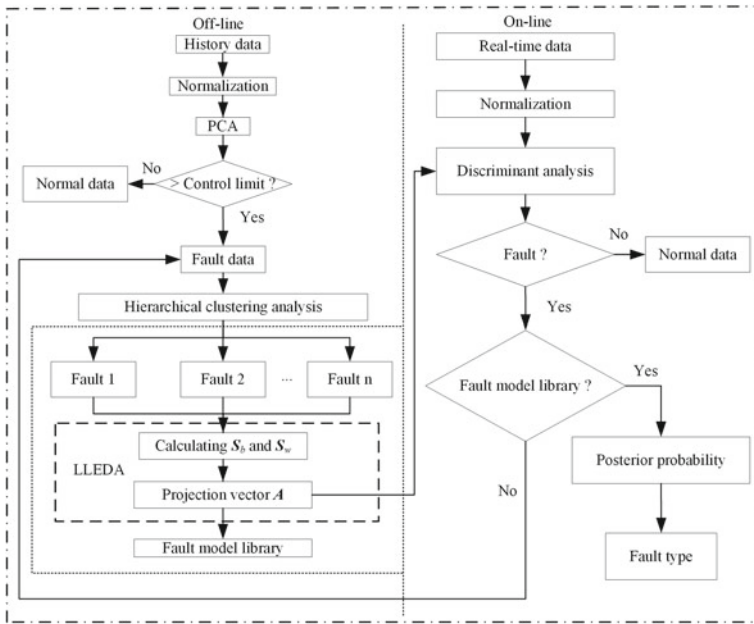 Off-line
History data
Normalization
PCA
No
Normal data
> Control limit ?
Yes
Fault data
Hierarchical clustering analysis
Fault 1
Fault 2
...
Fault n
Calculating S_b and S_w
LLEDA
Projection vector A
Fault model library
On-line
Real-time data
Normalization
Discriminant analysis
Fault ?
No
Normal data
Yes
Fault model library ?
Yes
Posterior probability
No
Fault type